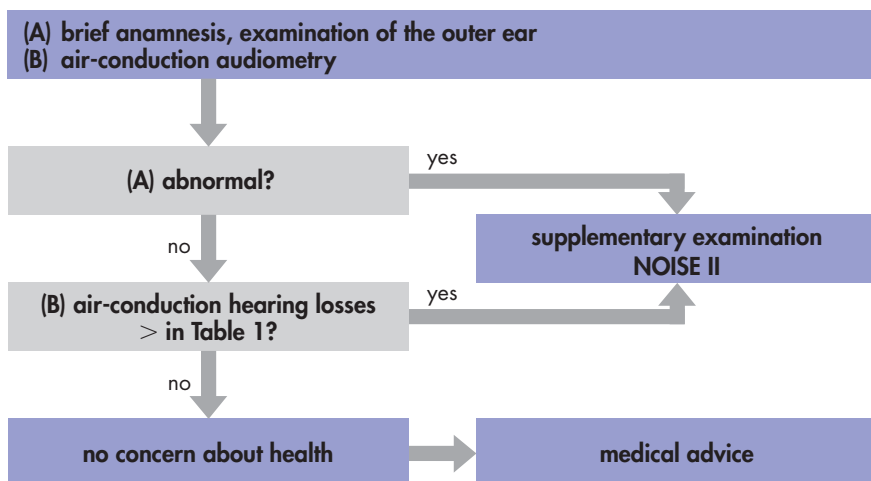 (A) brief anamnesis, examination of the outer ear
(B) air-conduction audiometry
(A) abnormal?
yes
no
supplementary examination
NOISE II
(B) air-conduction hearing losses
> in Table 1?
yes
no
no concern about health
medical advice